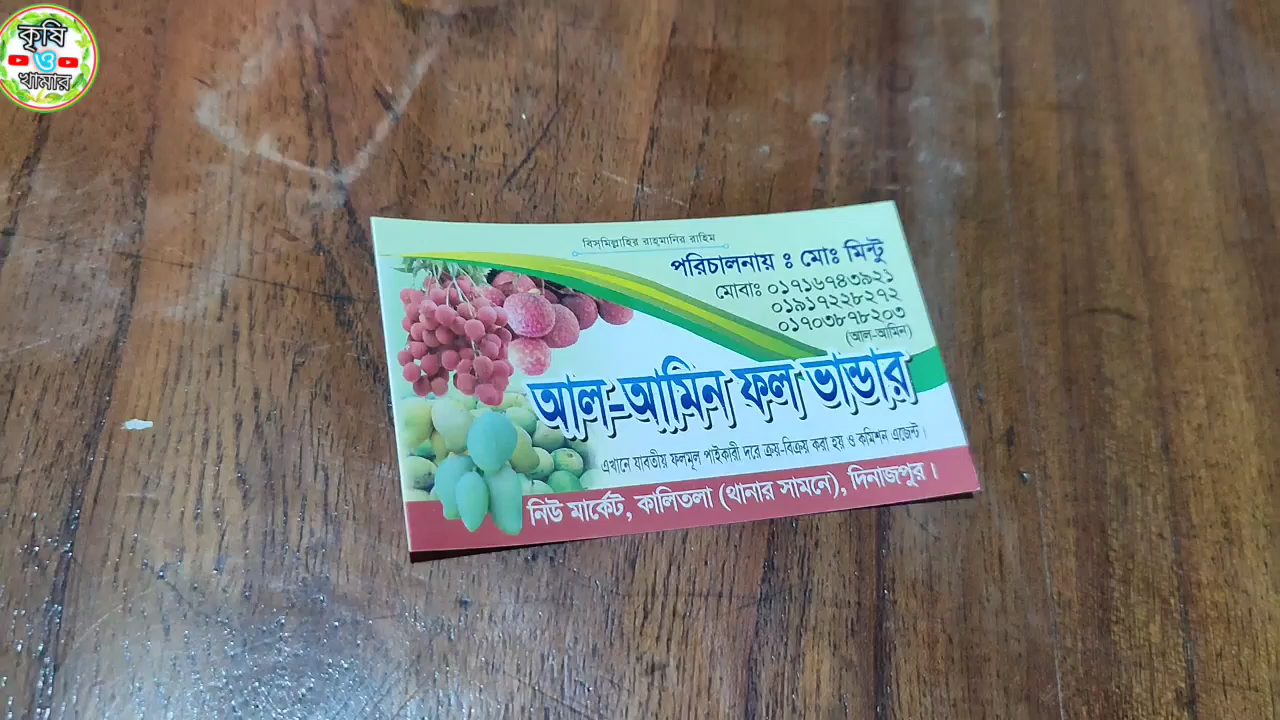 কৃষি
ও
খামার
বিসমিল্লাহির রাহমানির রাহিম
পরিচালনায় ঃ মোঃ মিন্টু
মোবাঃ ০১৭১৬৭৪৩৯২১
০১৯১৭২২৮২৭২
০১৭০৩৮৭৮২০৩
(আল-আমিন)
আল-আমিন ফল ভান্ডার
এখানে যাবতীয় ফলমূল পাইকারী দরে ক্রয়-বিক্রয় করা হয় ও কমিশন এজেন্ট।
নিউ মার্কেট, কালিতলা (থানার সামনে), দিনাজপুর।